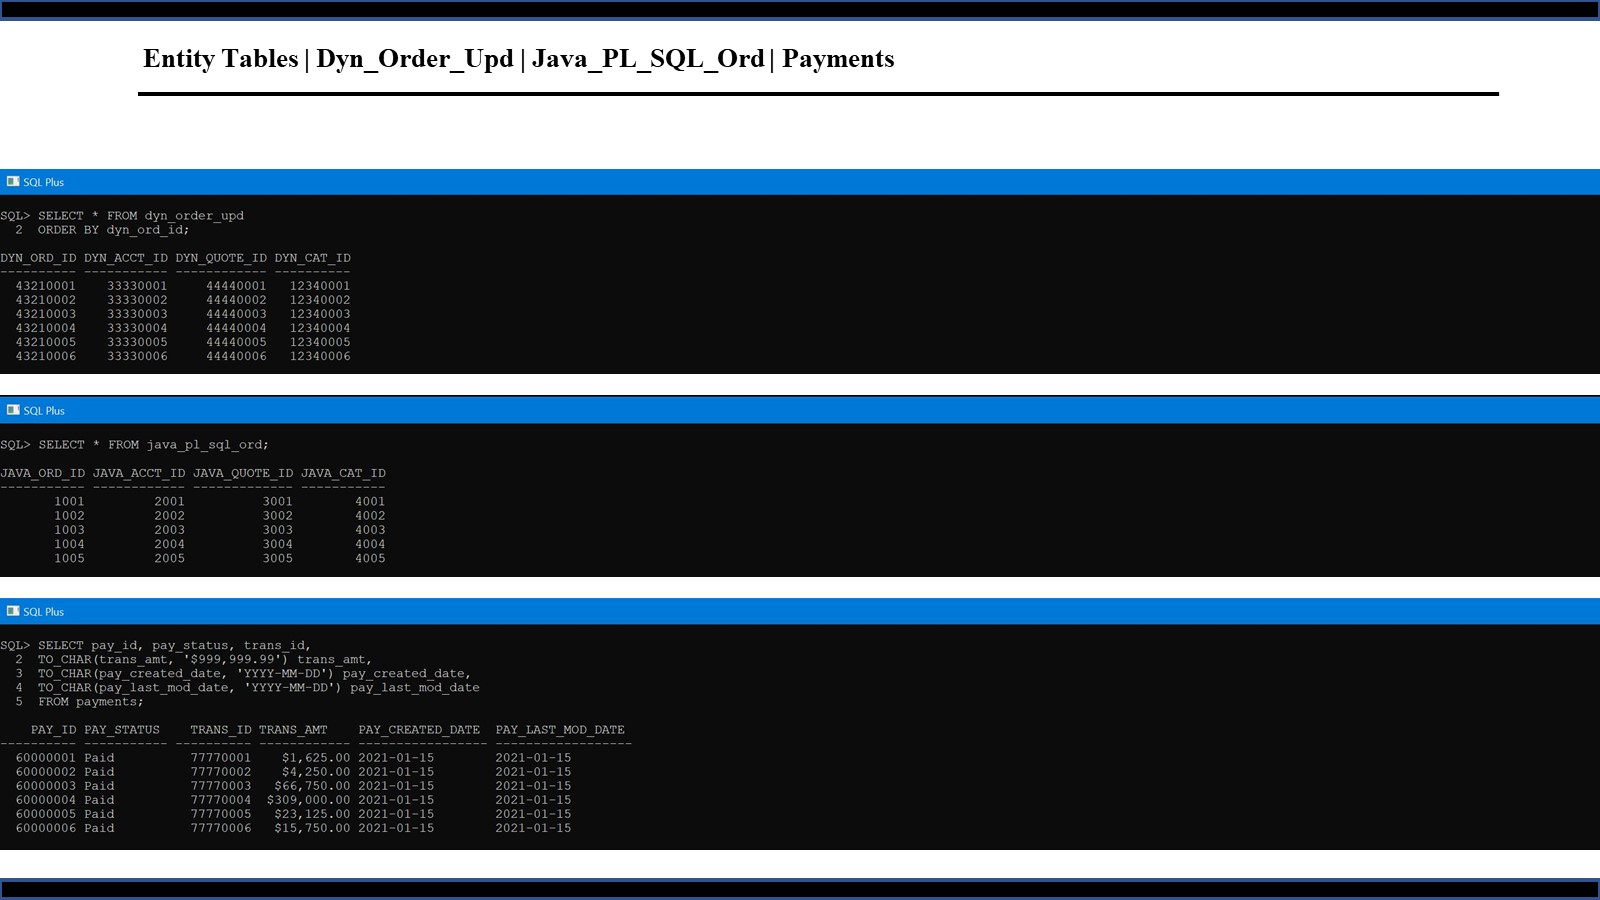 Entity Tables | Dyn_Order_Upd | Java_PL_SQL_Ord | Payments
SQL Plus
SQL> SELECT * FROM dyn_order_upd
  2  ORDER BY dyn_ord_id;
DYN_ORD_ID DYN_ACCT_ID DYN_QUOTE_ID DYN_CAT_ID
---------- ----------- ------------ ----------
  43210001    33330001     44440001   12340001
  43210002    33330002     44440002   12340002
  43210003    33330003     44440003   12340003
  43210004    33330004     44440004   12340004
  43210005    33330005     44440005   12340005
  43210006    33330006     44440006   12340006
SQL Plus
SQL> SELECT * FROM java_pl_sql_ord;
JAVA_ORD_ID JAVA_ACCT_ID JAVA_QUOTE_ID JAVA_CAT_ID
----------- ------------ ------------- -----------
       1001         2001          3001        4001
       1002         2002          3002        4002
       1003         2003          3003        4003
       1004         2004          3004        4004
       1005         2005          3005        4005
SQL Plus
SQL> SELECT pay_id, pay_status, trans_id,
  2  TO_CHAR(trans_amt, '$999,999.99') trans_amt,
  3  TO_CHAR(pay_created_date, 'YYYY-MM-DD') pay_created_date,
  4  TO_CHAR(pay_last_mod_date, 'YYYY-MM-DD') pay_last_mod_date
  5  FROM payments;
    PAY_ID PAY_STATUS    TRANS_ID TRANS_AMT    PAY_CREATED_DATE  PAY_LAST_MOD_DATE
---------- ----------- ---------- ------------ ----------------- ------------------
  60000001 Paid          77770001    $1,625.00 2021-01-15        2021-01-15
  60000002 Paid          77770002    $4,250.00 2021-01-15        2021-01-15
  60000003 Paid          77770003   $66,750.00 2021-01-15        2021-01-15
  60000004 Paid          77770004  $309,000.00 2021-01-15        2021-01-15
  60000005 Paid          77770005   $23,125.00 2021-01-15        2021-01-15
  60000006 Paid          77770006   $15,750.00 2021-01-15        2021-01-15